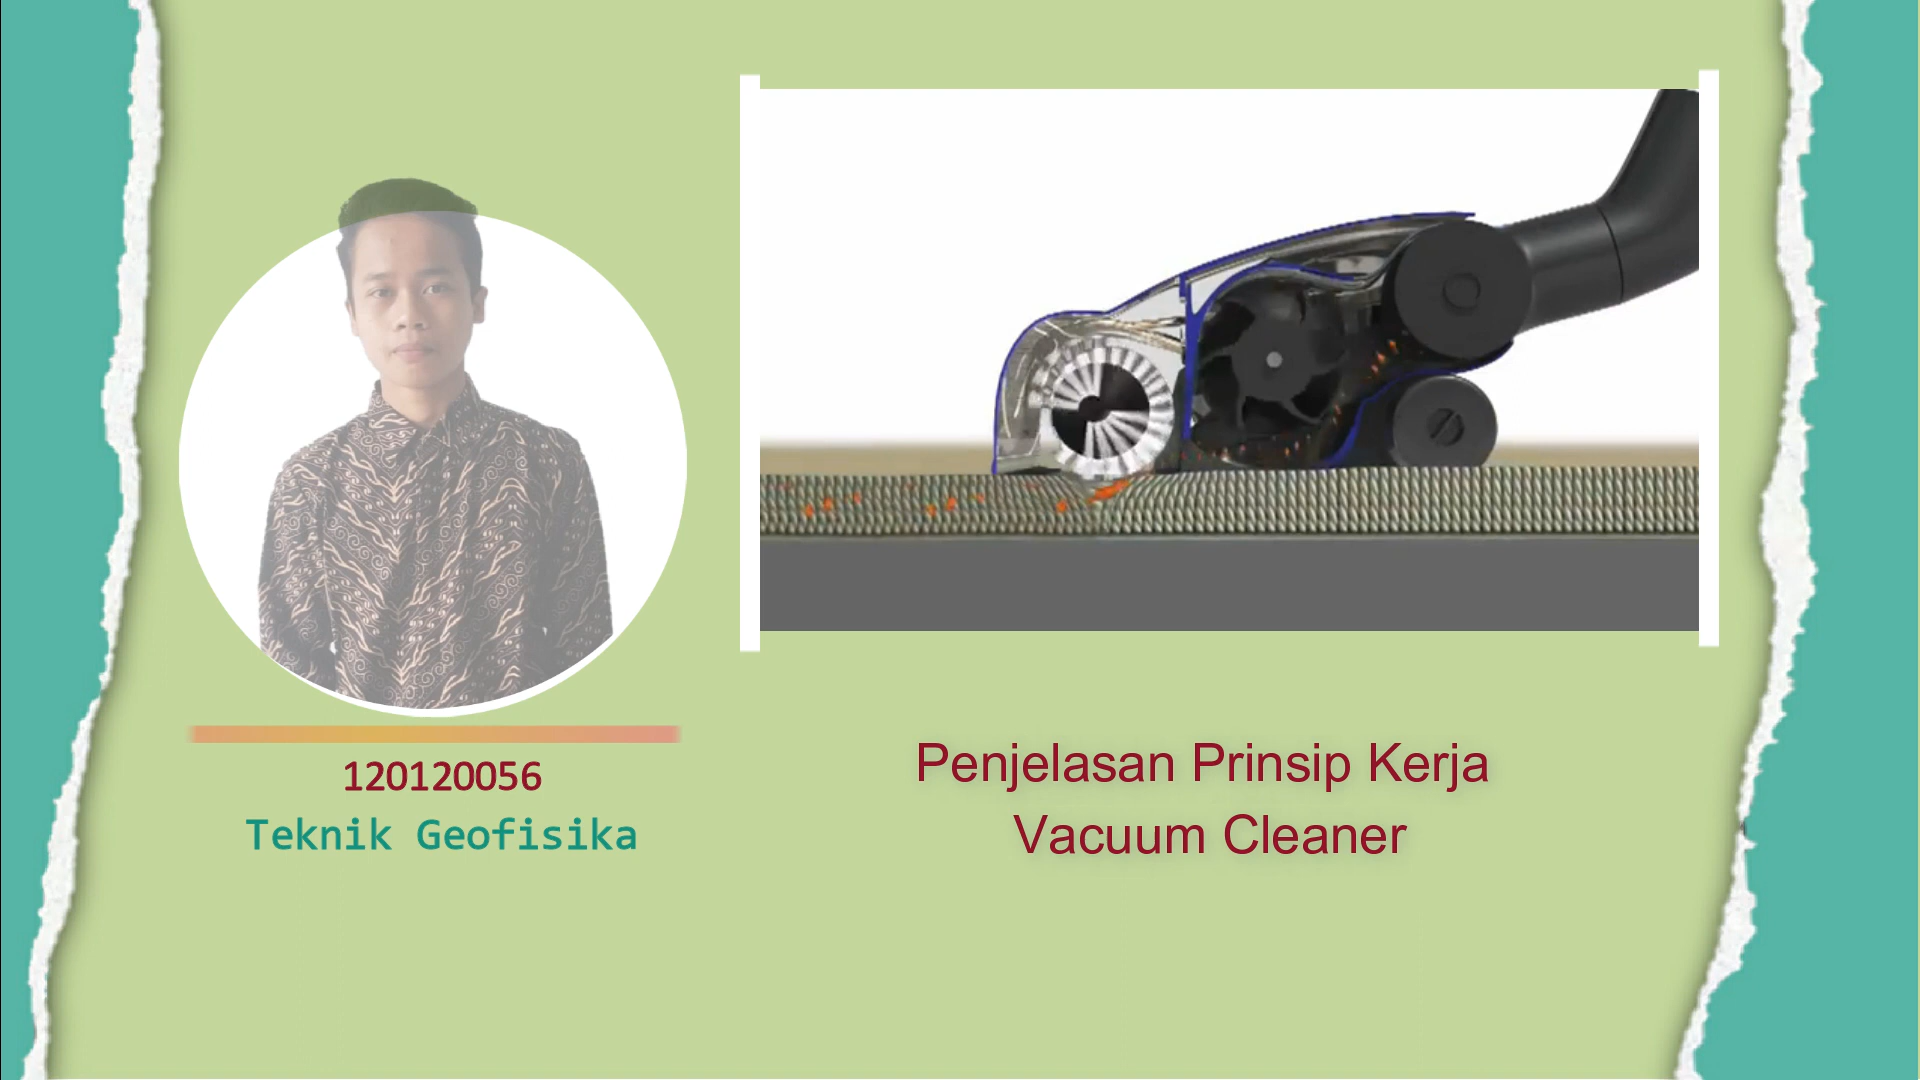 120120056
Teknik Geofisika
Penjelasan Prinsip Kerja
Vacuum Cleaner